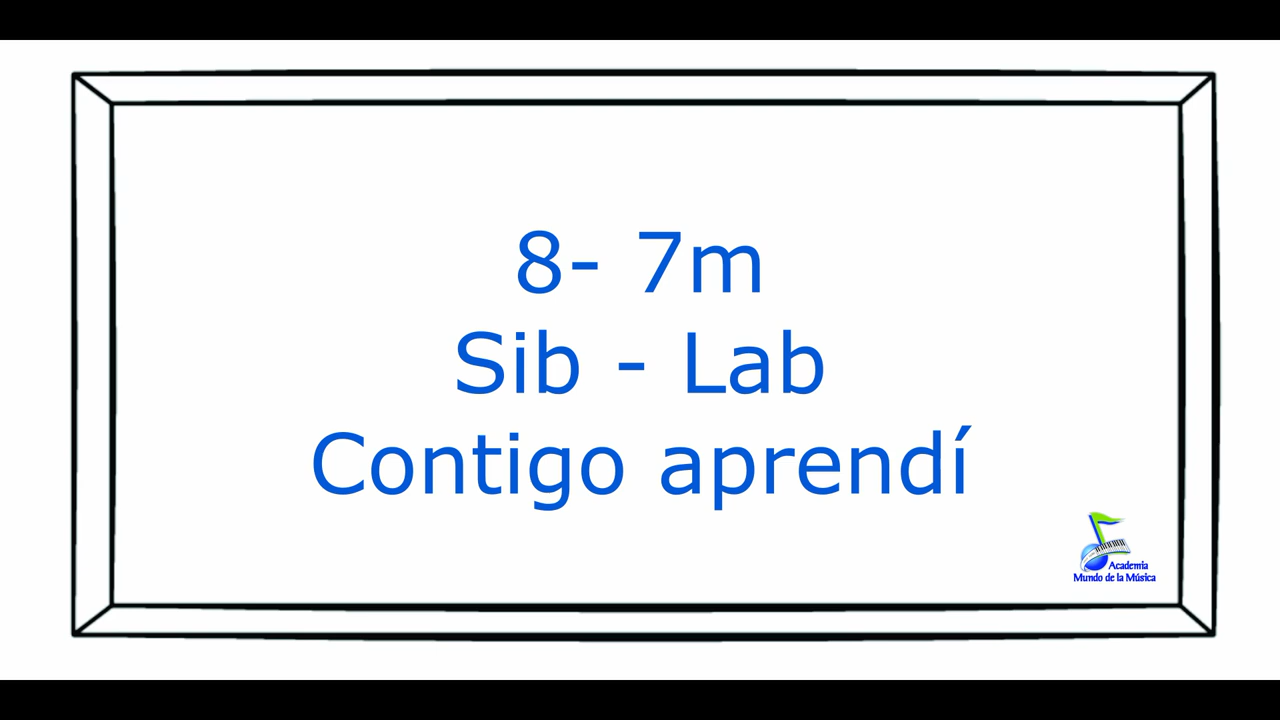 8- 7m
Sib - Lab
Contigo aprendí
Academia
Mundo de la Música